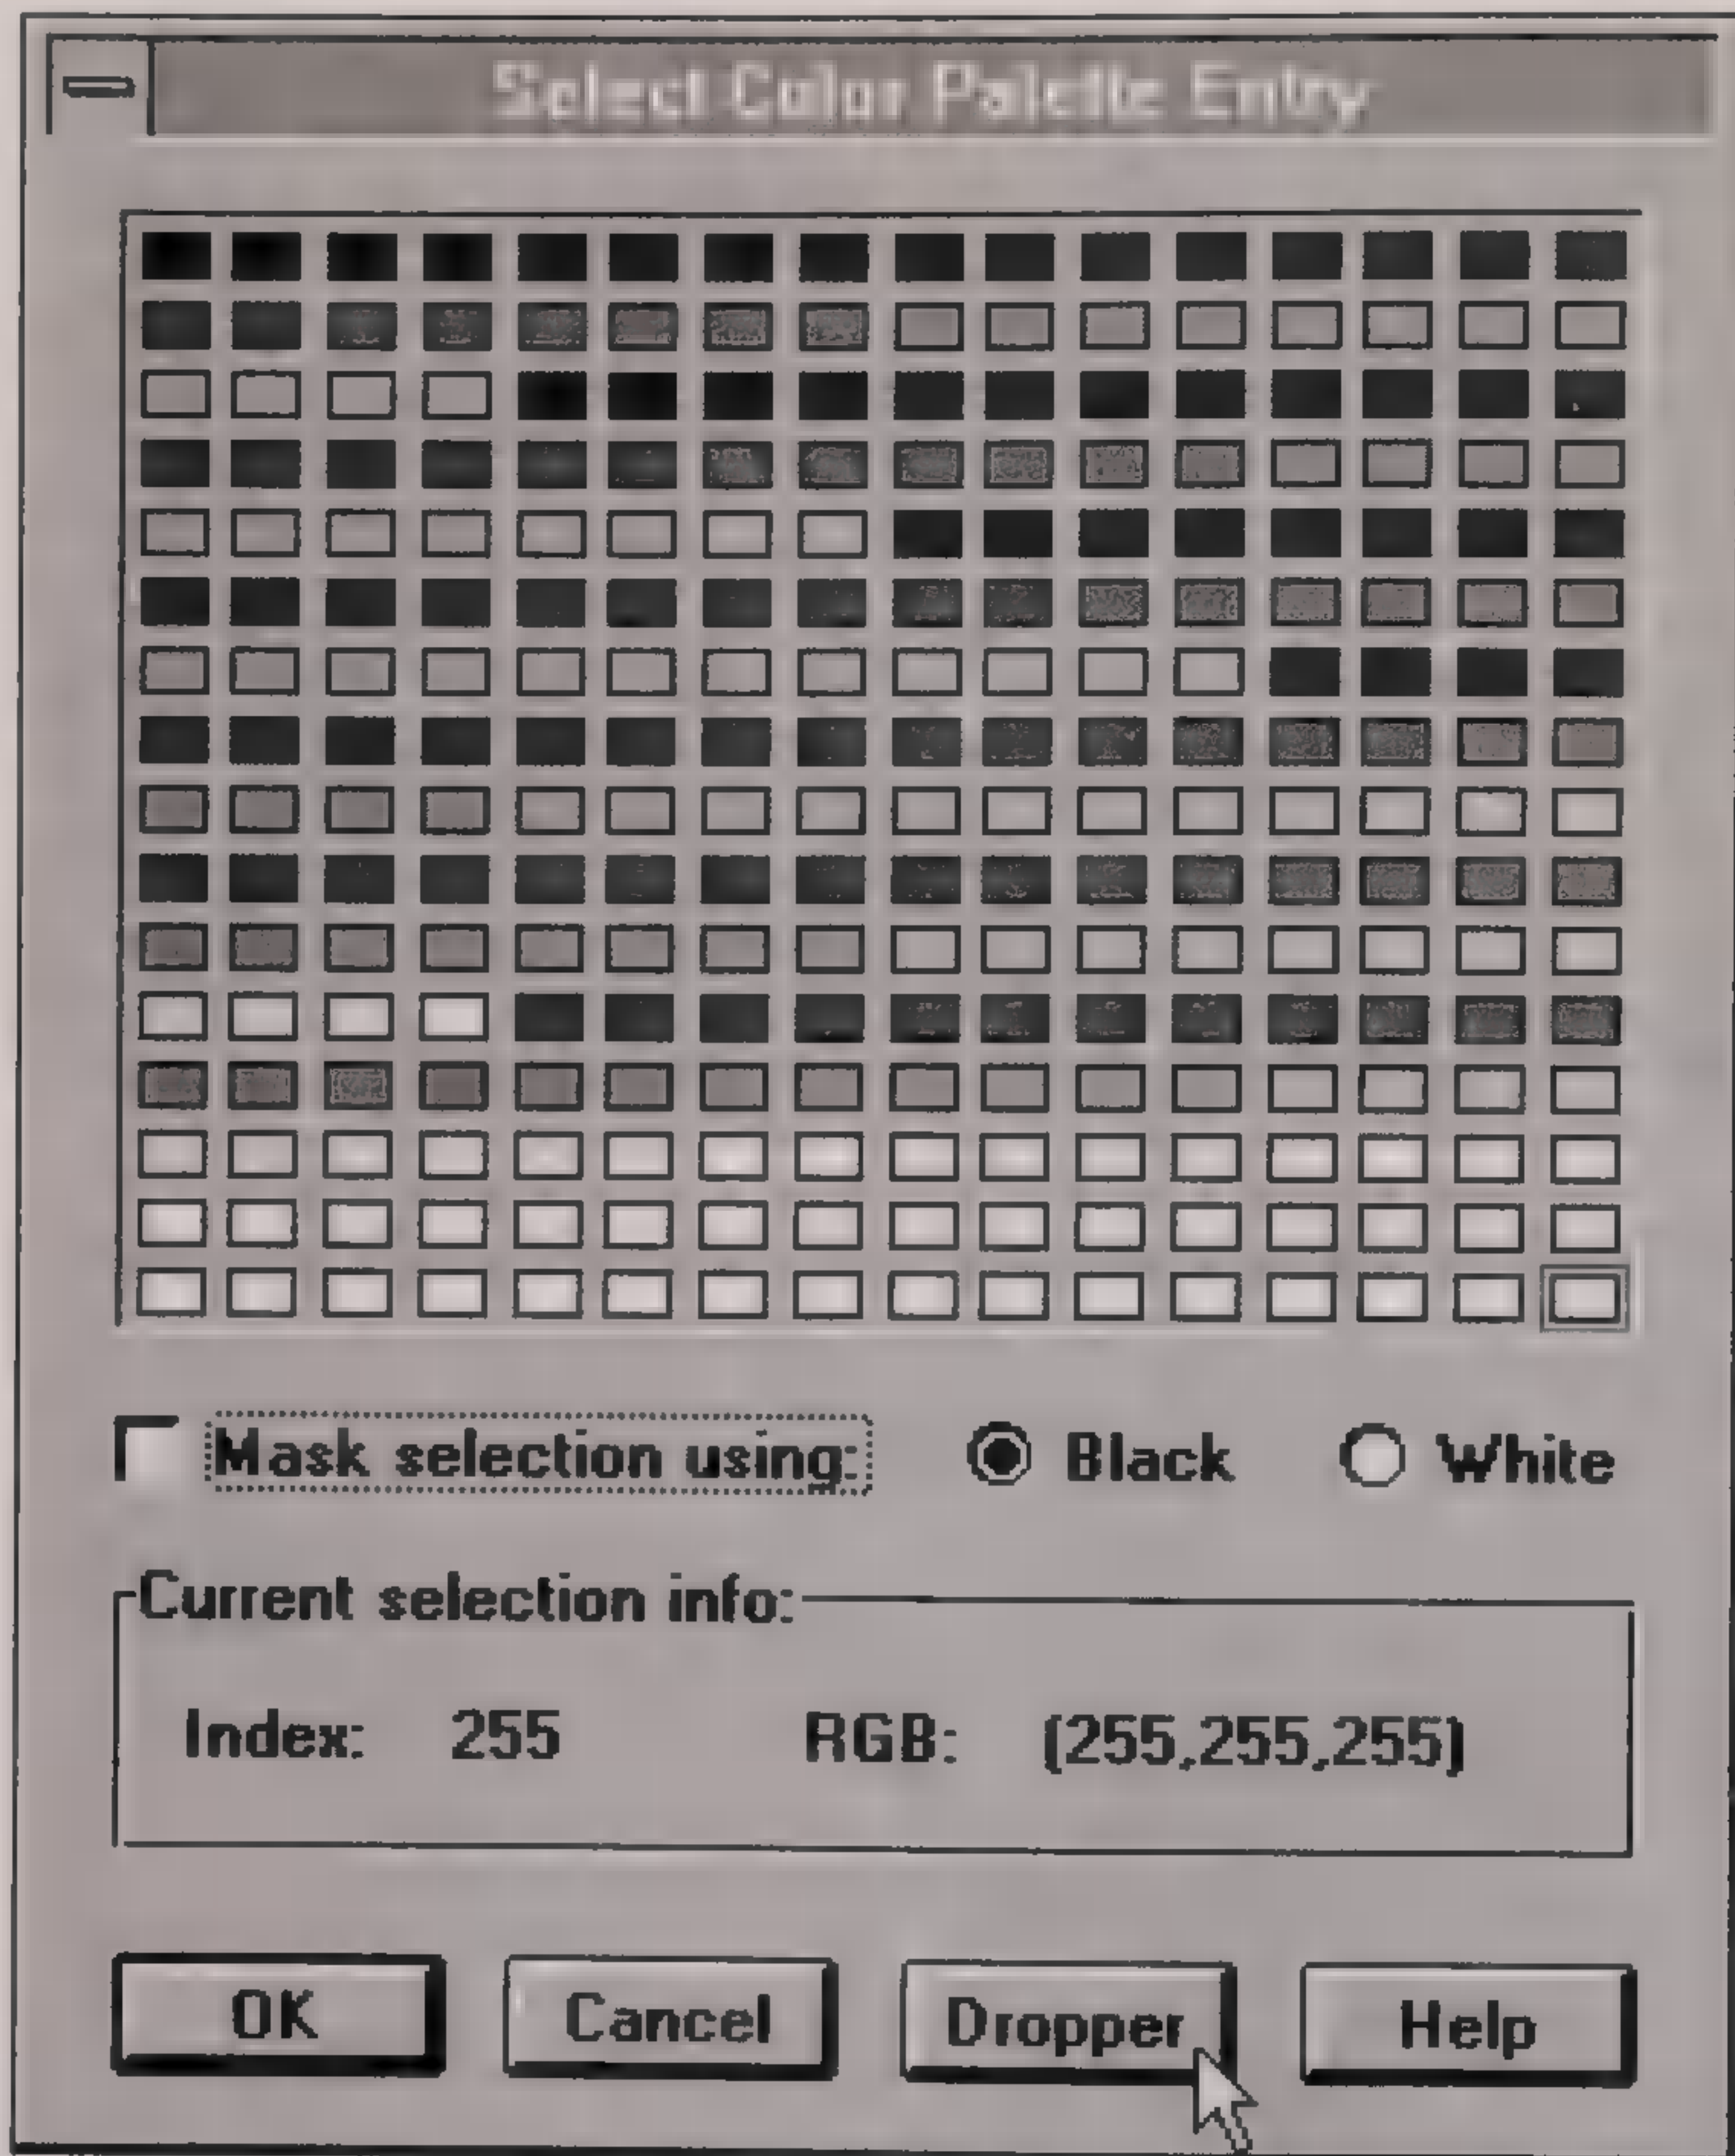 Select Color Palette Entry
Mask selection using: Black White
Current selection info:
Index: 255 RGB: (255,255,255)
OK Cancel Dropper Help